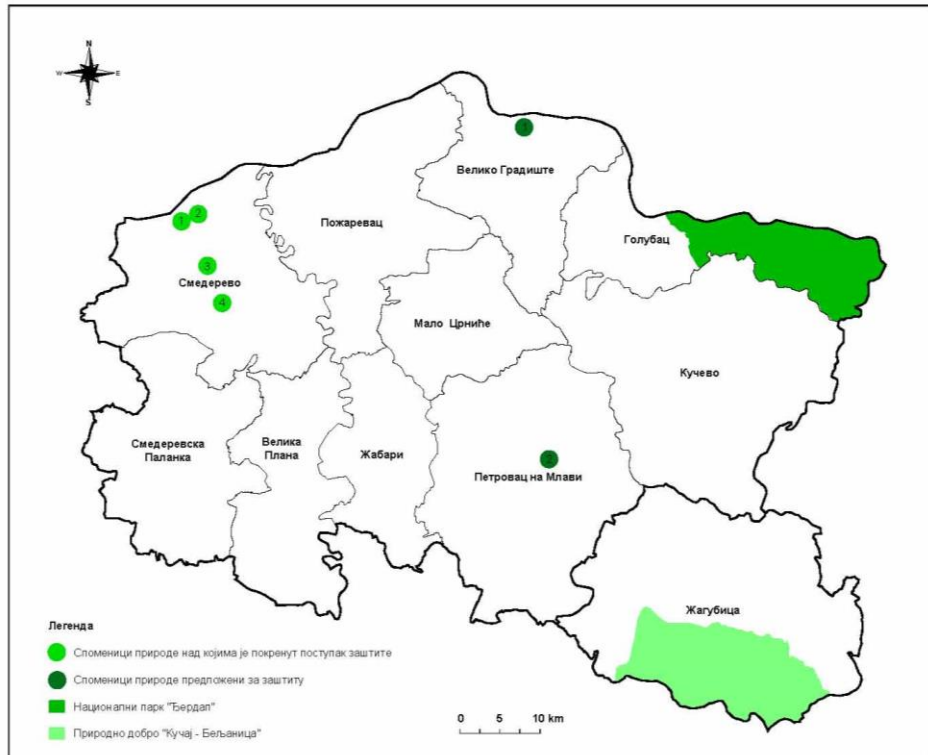 N
W E
S
1
Велико Градиште
Пожаревац
1 2
Голубац
3
Смедерево
4
Мало Црниће
Кучево
Смедеревска
Паланка
Велика
Плана
Жабари
2
Петровац на Млави
Жагубица
Легенда
Споменици природе над којима је покренут поступак заштите
Споменици природе предложени за заштиту
Национални парк "Ђердап"
Природно добро "Кучај - Бељаница"
0 5 10 km